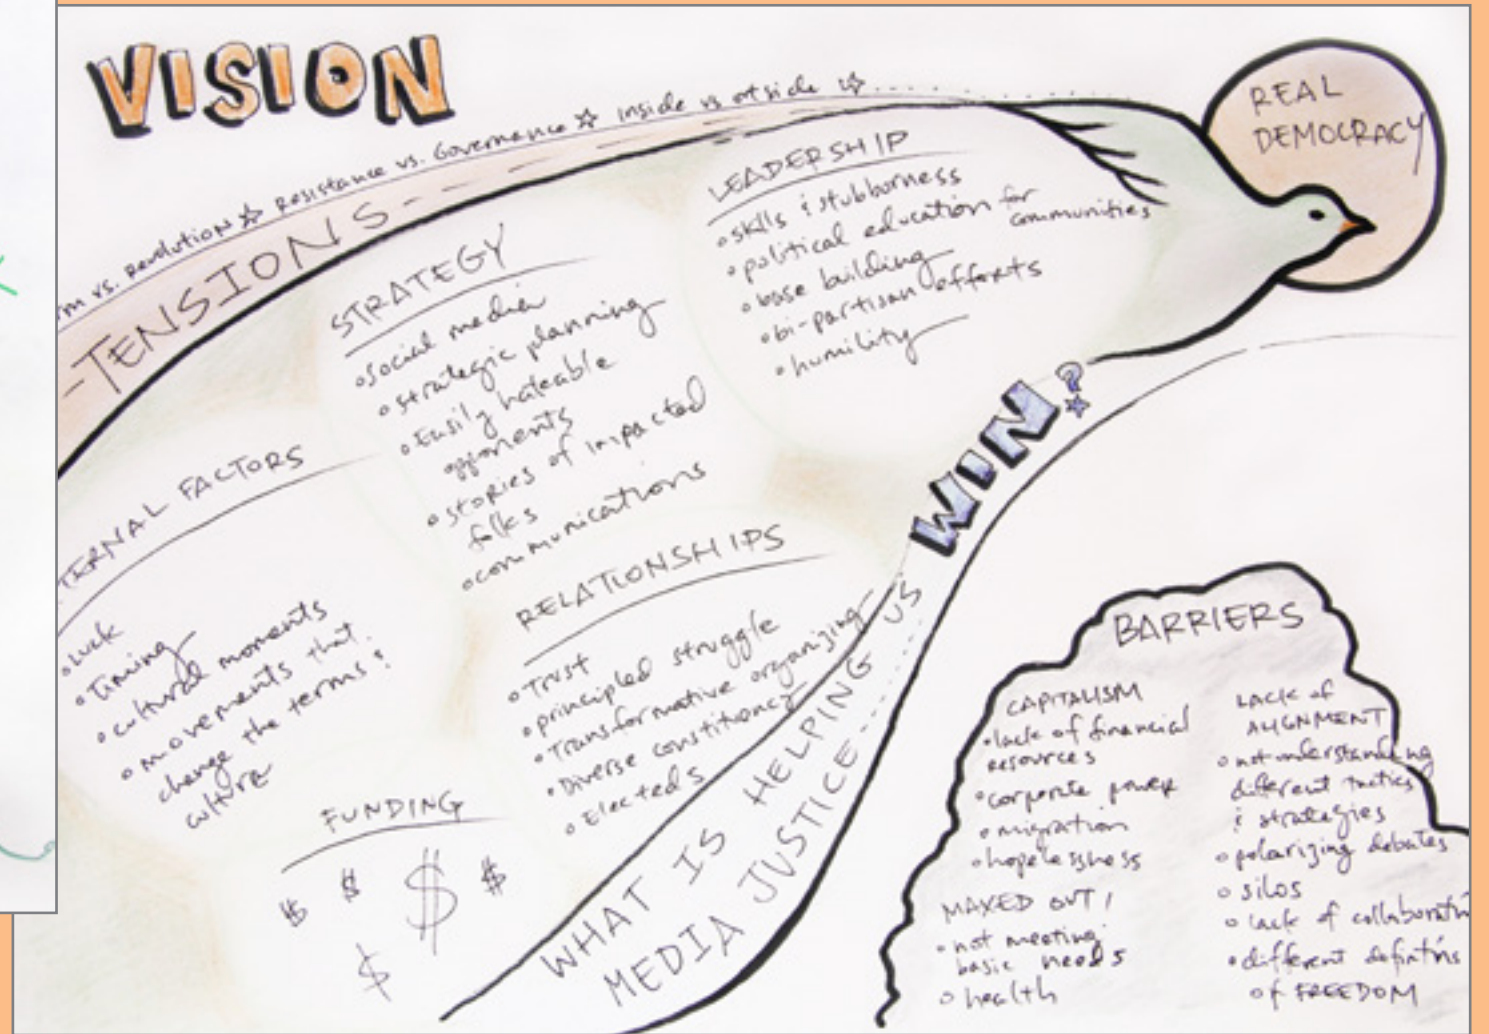 VISION
rm vs. Revolution ☆ Resistance vs. Governance ☆ inside vs outside ☆
-TENSIONS-
REAL
DEMOCRACY
LEADERSHIP
• skills & stubborness
• political education for
communities
• base building
• bi-partisan efforts
• humility
STRATEGY
• social media
• strategic planning
• Easily hateable
opponents
• stories of impacted
folks
• communications
TERNAL FACTORS
• Luck
• Timing
• cultural moments
• movements that
change the terms &
culture
RELATIONSHIPS
• Trust
• principled struggle
• Transformative organizing
• Diverse constituency
• Electeds
FUNDING
$ $ $ $
$
WHAT IS HELPING US
MEDIA JUSTICE
WIN?
BARRIERS
CAPITALISM
• lack of financial
resources
• corporate power
• migration
• hopelessness
MAXED OUT!
• not meeting
basic needs
• health
LACK of
ALIGNMENT
• not understanding
different tactics
& strategies
• polarizing debates
• silos
• lack of collaboratin
• different defintins
of FREEDOM